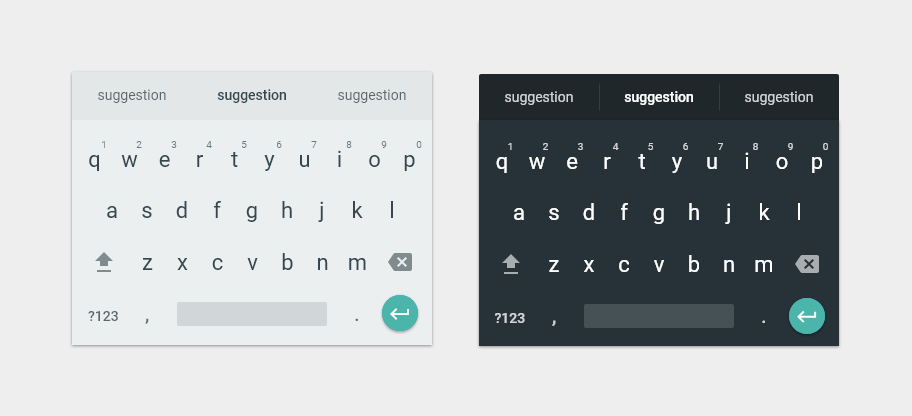 suggestion suggestion suggestion
1 2 3 4 5 6 7 8 9 0
q w e r t y u i o p
a s d f g h j k l
z x c v b n m
?123 , .
suggestion suggestion suggestion
1 2 3 4 5 6 7 8 9 0
q w e r t y u i o p
a s d f g h j k l
z x c v b n m
?123 , .